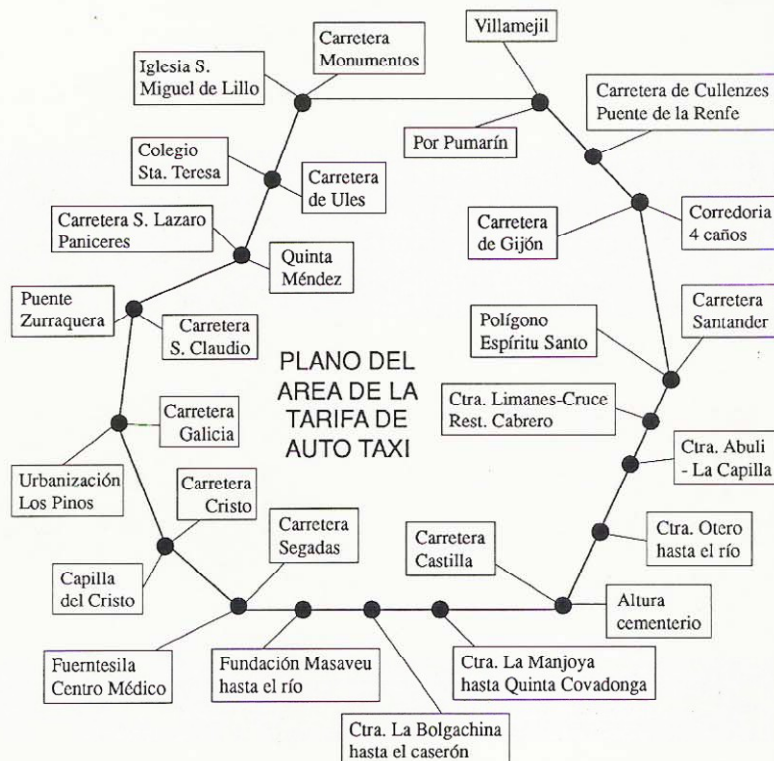 Villamejil
Carretera
Monumentos
Iglesia S.
Miguel de Lillo
Carretera de Cullenzes
Puente de la Renfe
Por Pumarín
Colegio
Sta. Teresa
Carretera
de Ules
Carretera S. Lazaro
Paniceres
Carretera
de Gijón
Corredoria
4 caños
Quinta
Méndez
Puente
Zurraquera
Carretera
S. Claudio
Polígono
Espíritu Santo
Carretera
Santander
PLANO DEL
AREA DE LA
TARIFA DE
AUTO TAXI
Carretera
Galicia
Ctra. Limanes-Cruce
Rest. Cabrero
Ctra. Abuli
- La Capilla
Urbanización
Los Pinos
Carretera
Cristo
Carretera
Segadas
Carretera
Castilla
Ctra. Otero
hasta el río
Capilla
del Cristo
Altura
cementerio
Fuerntesila
Centro Médico
Fundación Masaveu
hasta el río
Ctra. La Manjoya
hasta Quinta Covadonga
Ctra. La Bolgachina
hasta el caserón